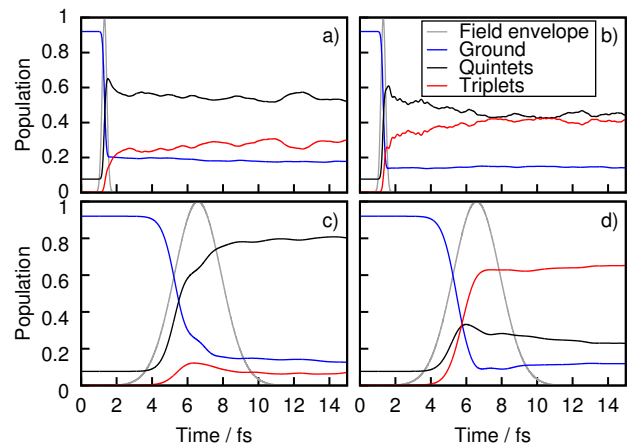 1
0.8
0.6
0.4
0.2
0
Population
a)
b)
Field envelope
Ground
Quintets
Triplets
1
0.8
0.6
0.4
0.2
0
Population
c)
d)
0 2 4 6 8 10 12 14
0 2 4 6 8 10 12 14
Time / fs
Time / fs